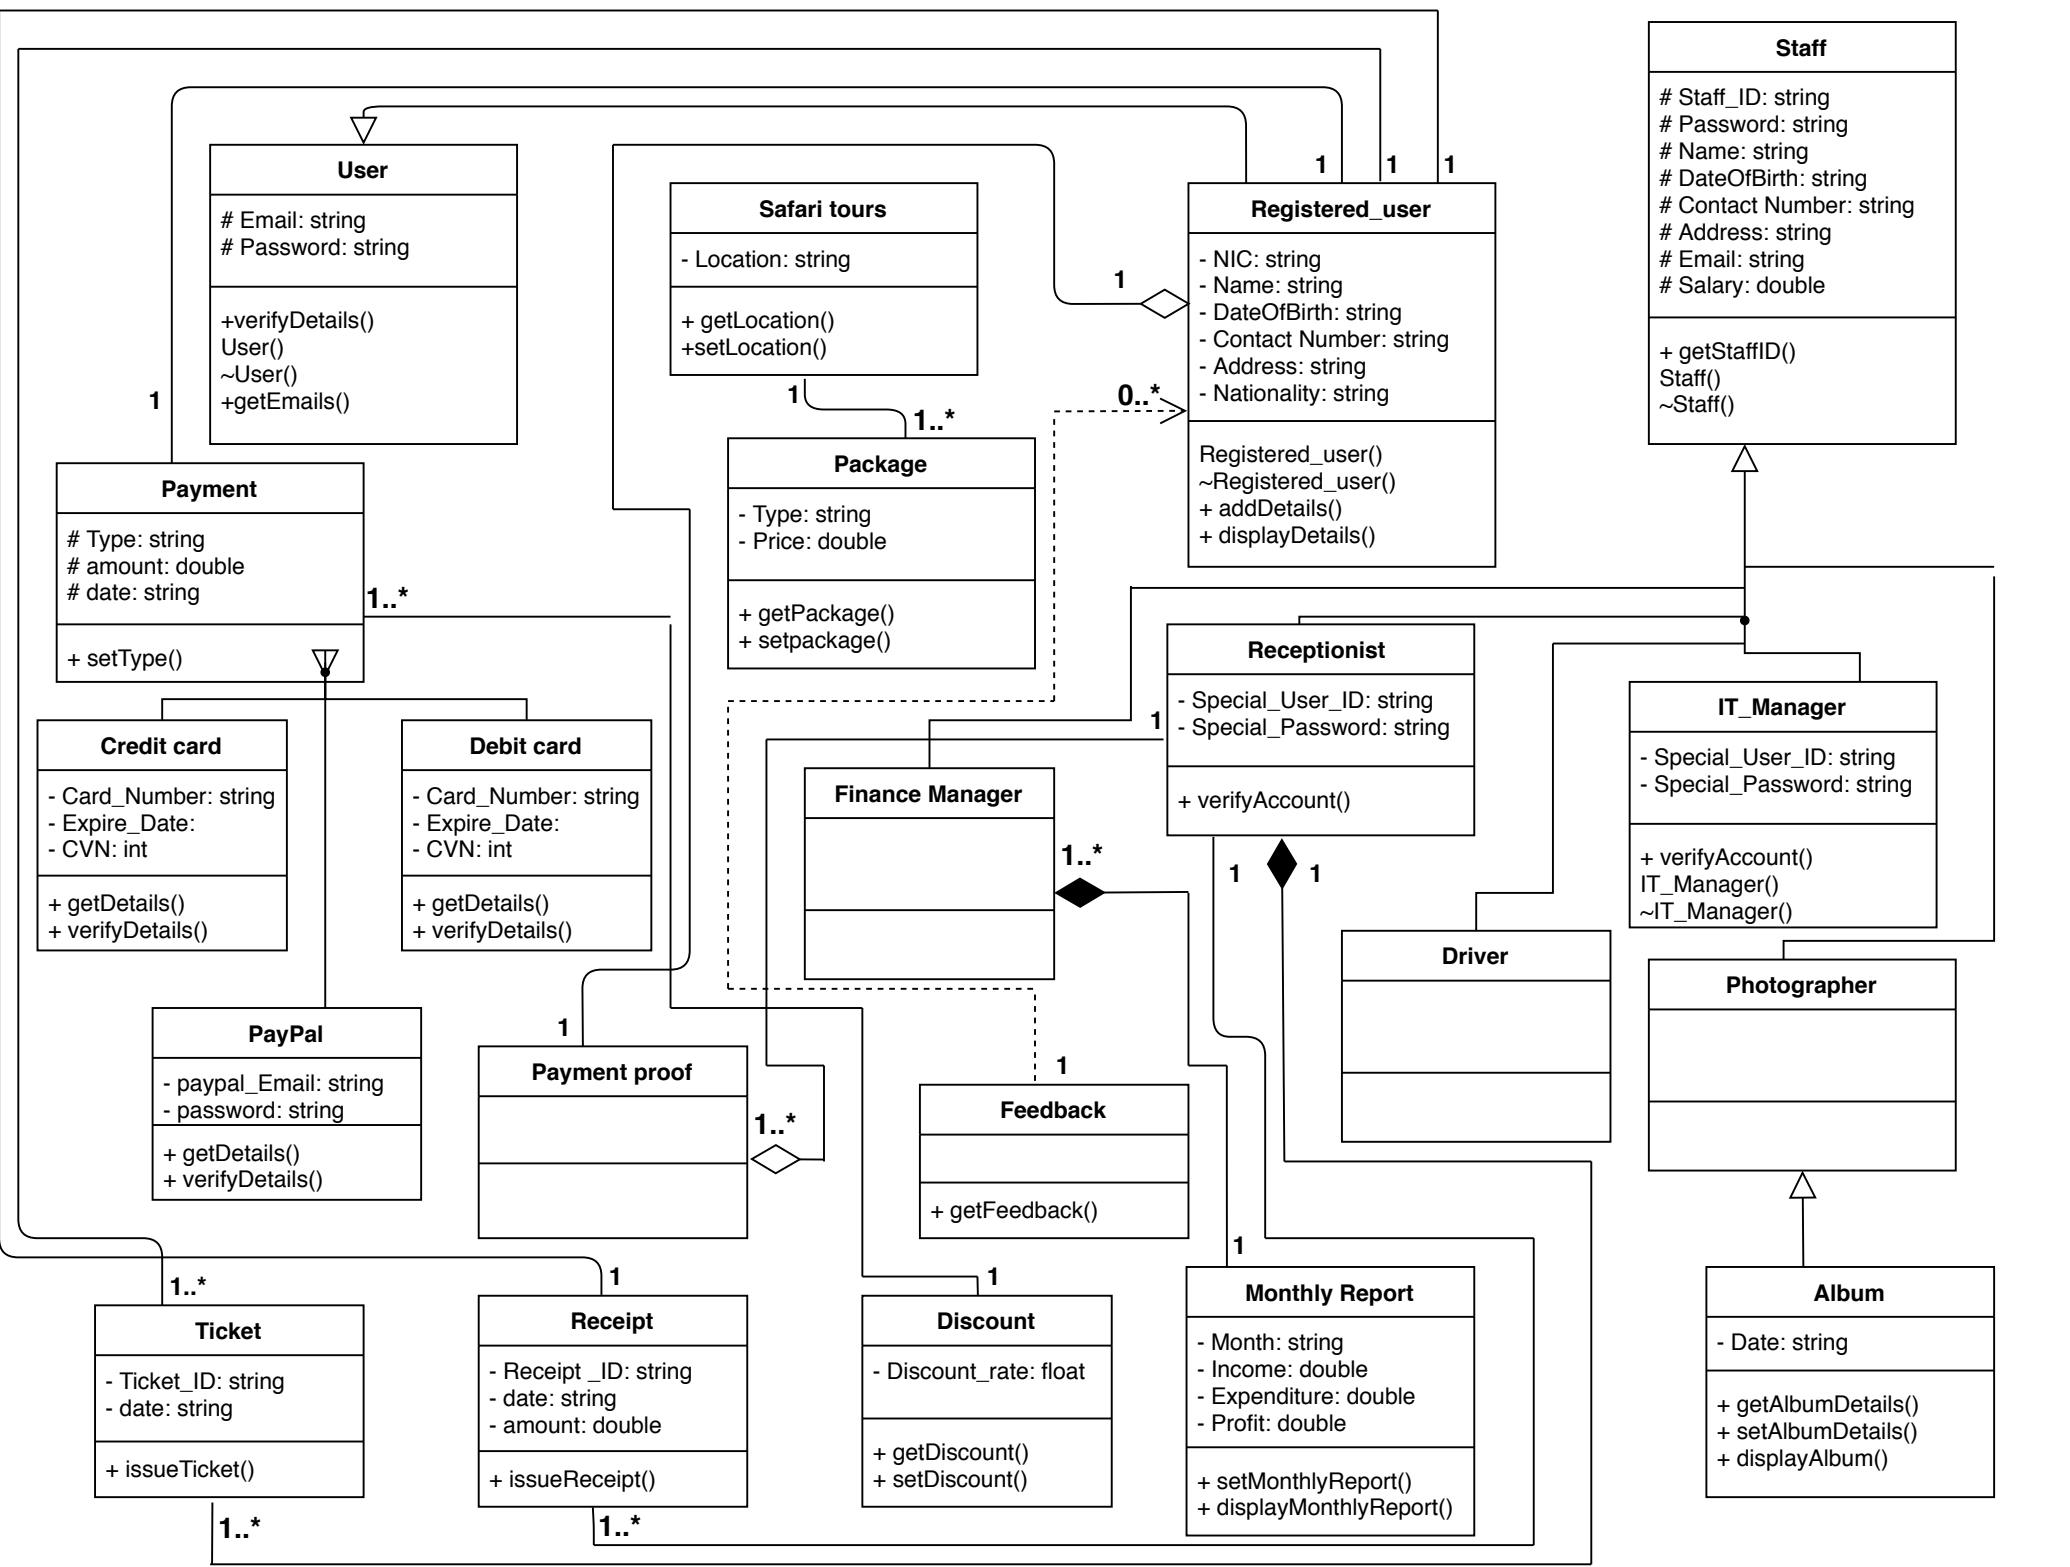 Staff
# Staff_ID: string
# Password: string
# Name: string
# DateOfBirth: string
# Contact Number: string
# Address: string
# Email: string
# Salary: double
+ getStaffID()
Staff()
~Staff()
User
# Email: string
# Password: string
+verifyDetails()
User()
~User()
+getEmails()
Safari tours
- Location: string
+ getLocation()
+setLocation()
1
1
1
Registered_user
- NIC: string
- Name: string
- DateOfBirth: string
- Contact Number: string
- Address: string
- Nationality: string
Registered_user()
~Registered_user()
+ addDetails()
+ displayDetails()
1
0..*
1
1
1..*
Package
- Type: string
- Price: double
+ getPackage()
+ setpackage()
Payment
# Type: string
# amount: double
# date: string
+ setType()
1..*
Credit card
- Card_Number: string
- Expire_Date:
- CVN: int
+ getDetails()
+ verifyDetails()
Debit card
- Card_Number: string
- Expire_Date:
- CVN: int
+ getDetails()
+ verifyDetails()
1
Receptionist
- Special_User_ID: string
- Special_Password: string
+ verifyAccount()
IT_Manager
- Special_User_ID: string
- Special_Password: string
+ verifyAccount()
IT_Manager()
~IT_Manager()
Finance Manager
1..*
1
1
Driver
Photographer
PayPal
- paypal_Email: string
- password: string
+ getDetails()
+ verifyDetails()
1
Payment proof
1..*
1
Feedback
+ getFeedback()
1..*
Ticket
- Ticket_ID: string
- date: string
+ issueTicket()
1..*
1
Receipt
- Receipt _ID: string
- date: string
- amount: double
+ issueReceipt()
1..*
1
Discount
- Discount_rate: float
+ getDiscount()
+ setDiscount()
1
Monthly Report
- Month: string
- Income: double
- Expenditure: double
- Profit: double
+ setMonthlyReport()
+ displayMonthlyReport()
Album
- Date: string
+ getAlbumDetails()
+ setAlbumDetails()
+ displayAlbum()